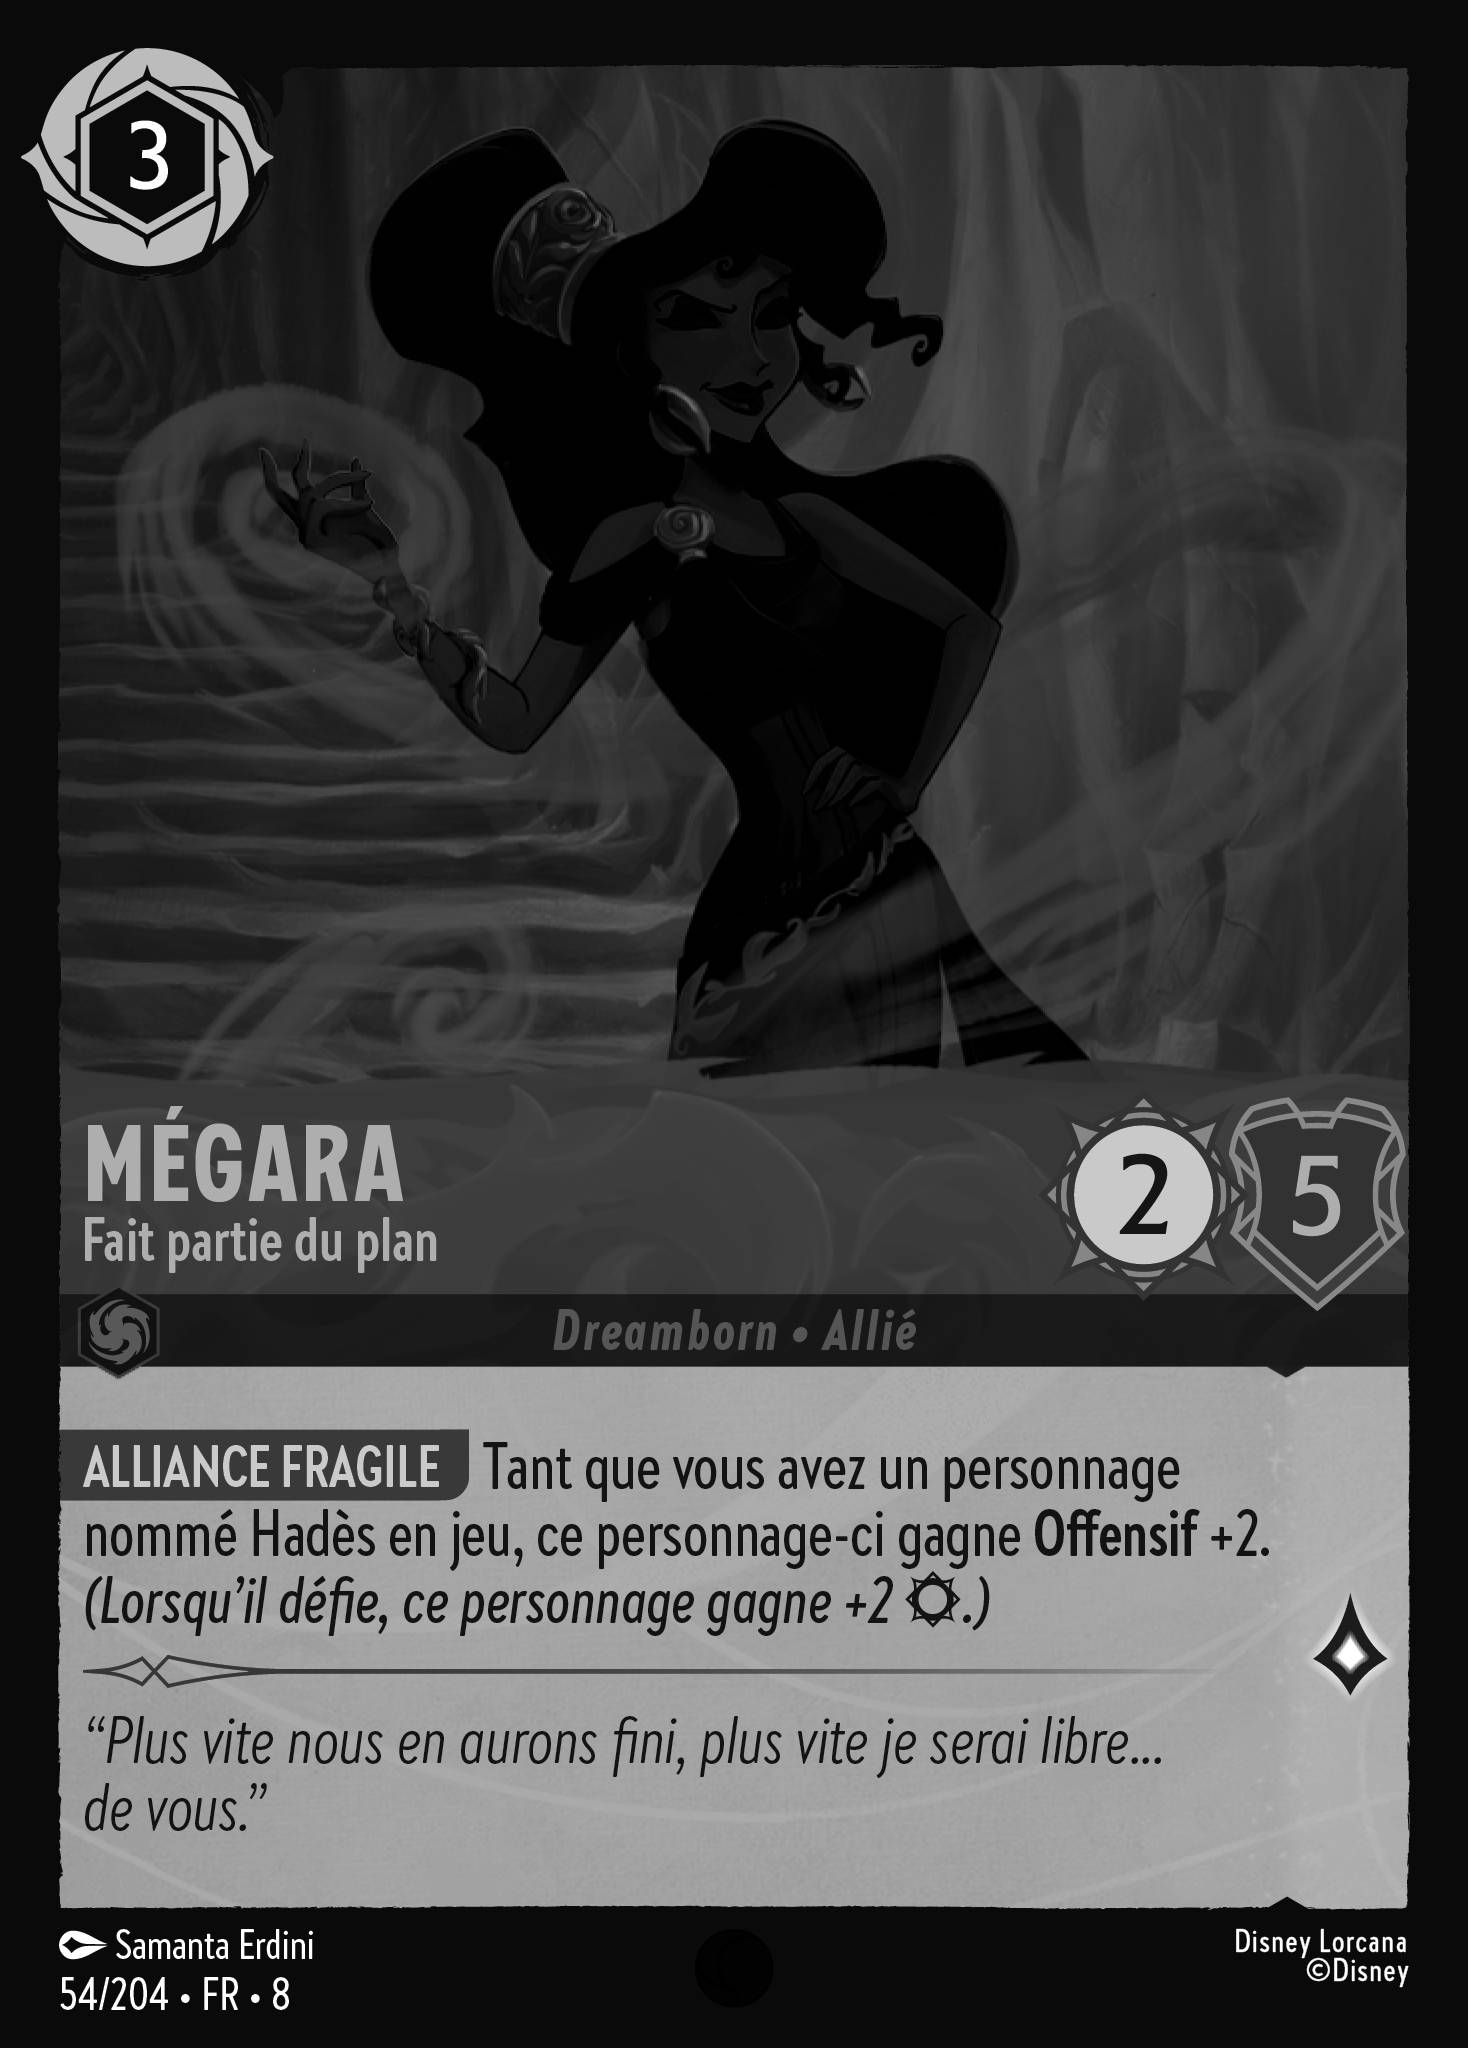 3
MÉGARA
Fait partie du plan
2
5
Dreamborn • Allié
ALLIANCE FRAGILE Tant que vous avez un personnage
nommé Hadès en jeu, ce personnage-ci gagne Offensif +2.
(Lorsqu’il défie, ce personnage gagne +2 .)
“Plus vite nous en aurons fini, plus vite je serai libre...
de vous.”
Samanta Erdini
54/204 • FR • 8
Disney Lorcana
©Disney